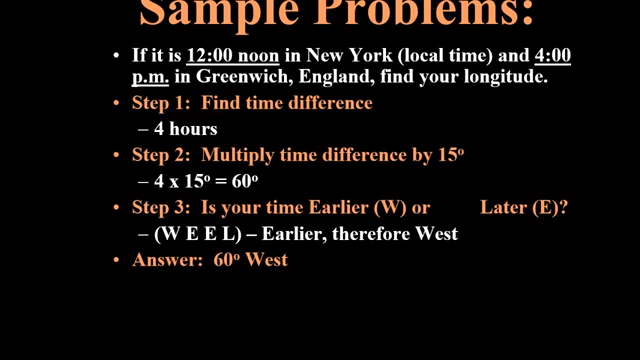 Sample Problems:
• If it is 12:00 noon in New York (local time) and 4:00
p.m. in Greenwich, England, find your longitude.
• Step 1: Find time difference
– 4 hours
• Step 2: Multiply time difference by 15º
– 4 x 15º = 60º
• Step 3: Is your time Earlier (W) or Later (E)?
– (W E E L) – Earlier, therefore West
• Answer: 60º West